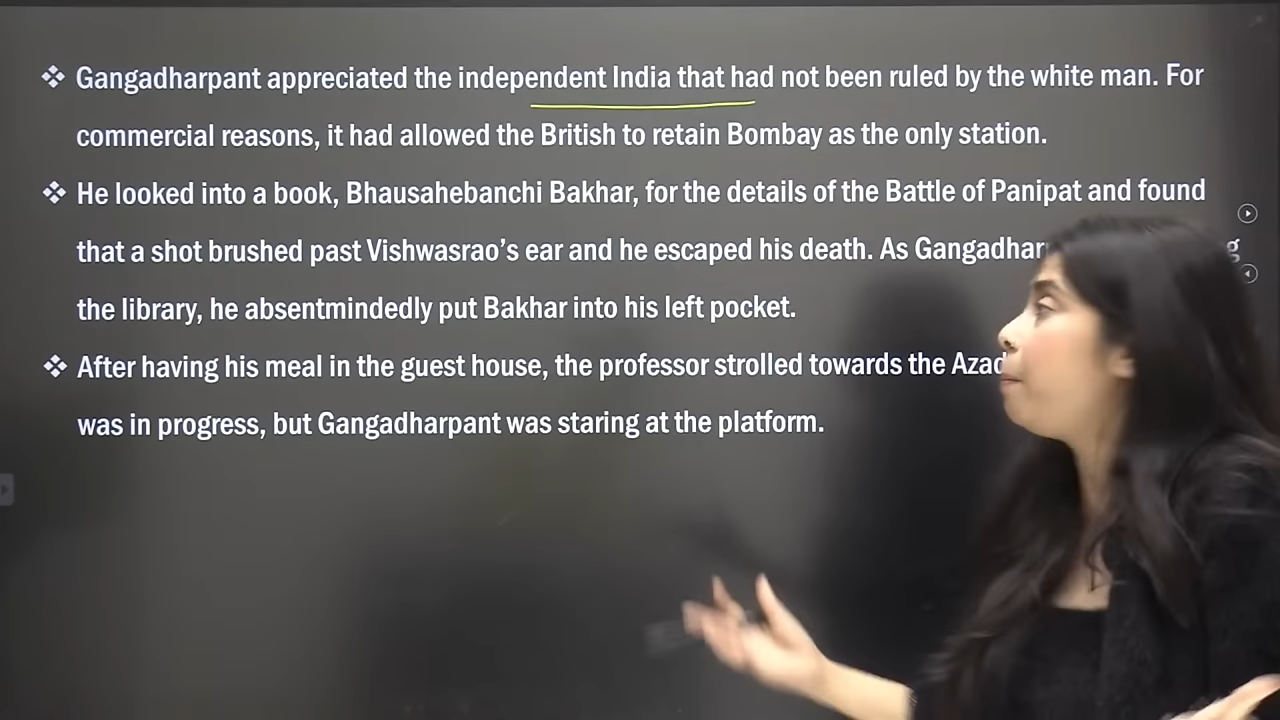 ❖ Gangadharpant appreciated the independent India that had not been ruled by the white man. For
commercial reasons, it had allowed the British to retain Bombay as the only station.
❖ He looked into a book, Bhausahebanchi Bakhar, for the details of the Battle of Panipat and found
that a shot brushed past Vishwasrao's ear and he escaped his death. As
the library, he absentmindedly put Bakhar into his left pocket.
❖ After having his meal in the guest house, the professor strolled towards the
was in progress, but Gangadharpant was staring at the platform.